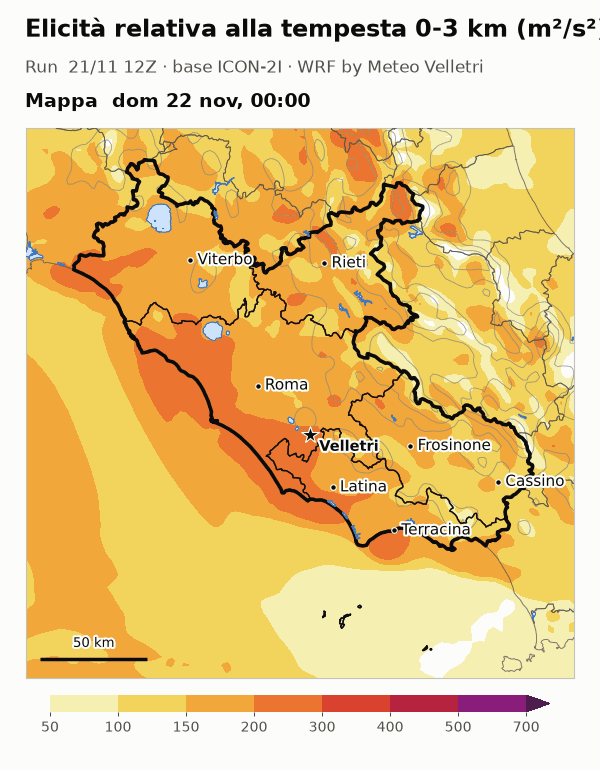 Elicità relativa alla tempesta 0-3 km (m²/s²)
Run 21/11 12Z · base ICON-2I · WRF by Meteo Velletri
Mappa dom 22 nov, 00:00
Viterbo
Rieti
Roma
Velletri
Frosinone
Cassino
Latina
Terracina
50 km
50 100 150 200 300 400 500 700